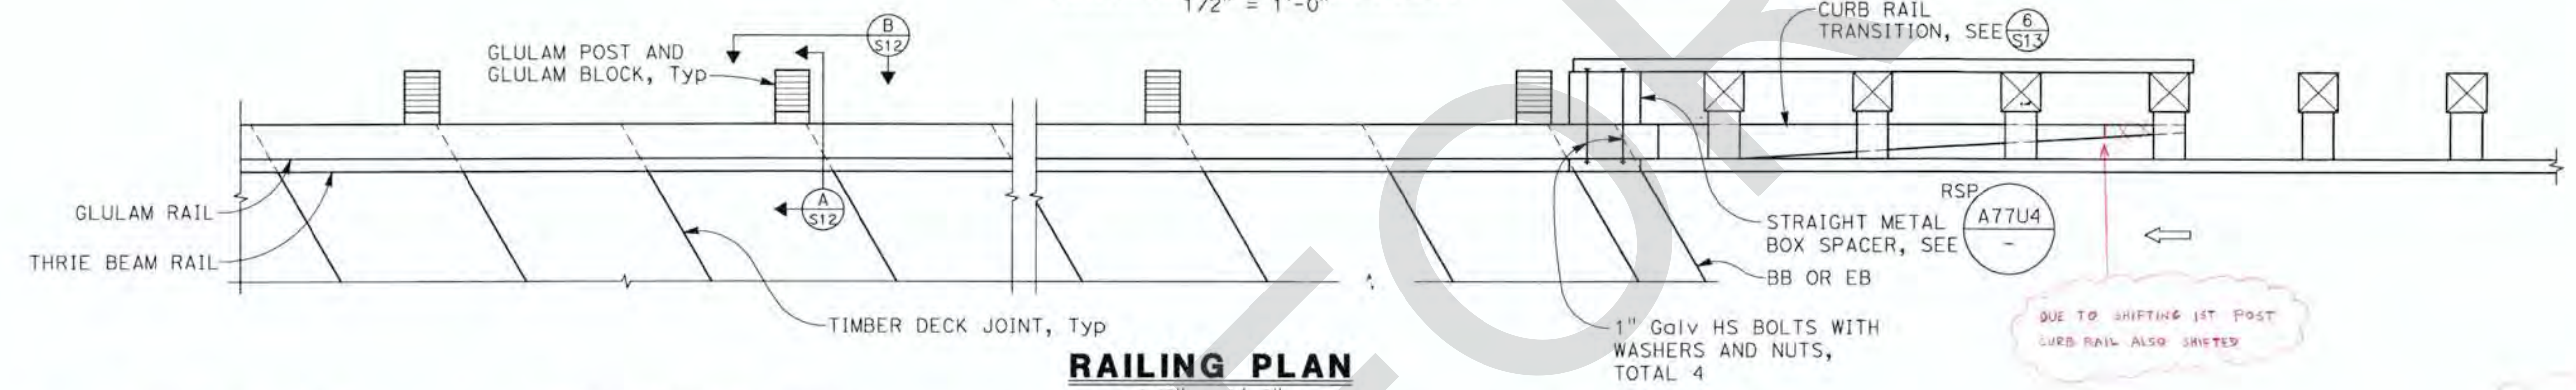 1/2" = 1'-0"
B
S12
GLULAM POST AND
GLULAM BLOCK, Typ
CURB RAIL
TRANSITION, SEE
6
S13
A
S12
GLULAM RAIL
THRIE BEAM RAIL
TIMBER DECK JOINT, Typ
RSP
A77U4
-
STRAIGHT METAL
BOX SPACER, SEE
BB OR EB
1" Galv HS BOLTS WITH
WASHERS AND NUTS,
TOTAL 4
DUE TO SHIFTING 1ST POST
CURB RAIL ALSO SHIFTED
RAILING PLAN